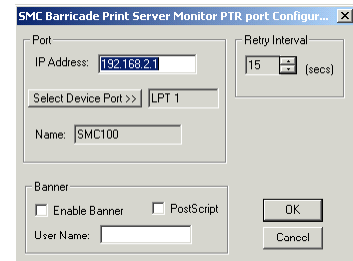 SMC Barricade Print Server Monitor PTR port Configur...
Port
IP Address: 192.168.2.1
Select Device Port >> LPT 1
Name: SMC100
Retry Interval
15 (secs)
Banner
Enable Banner PostScript
User Name:
OK
Cancel